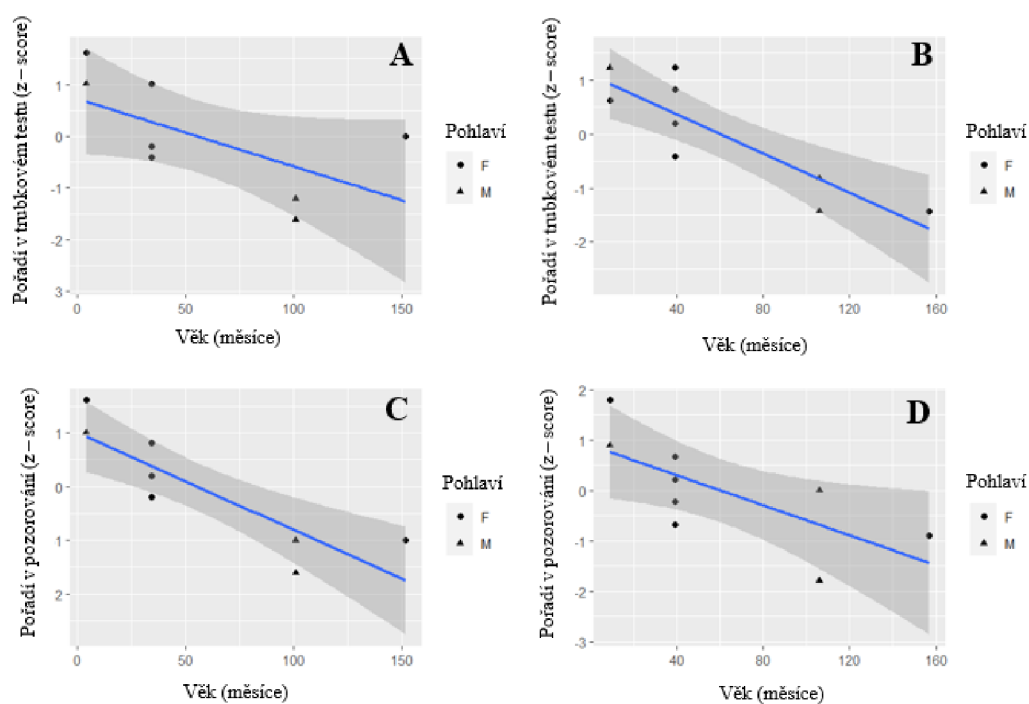 A
Pořadí v trubkovém testu (z – score)
1
0
-1
-2
3
0 50 100 150
Věk (měsíce)
Pohlaví
F
M
B
Pořadí v trubkovém testu (z – score)
1
0
-1
-2
40 80 120 160
Věk (měsíce)
Pohlaví
F
M
C
Pořadí v pozorování (z – score)
1
0
1
2
0 50 100 150
Věk (měsíce)
Pohlaví
F
M
D
Pořadí v pozorování (z – score)
2
1
0
-1
-2
-3
40 80 120 160
Věk (měsíce)
Pohlaví
F
M